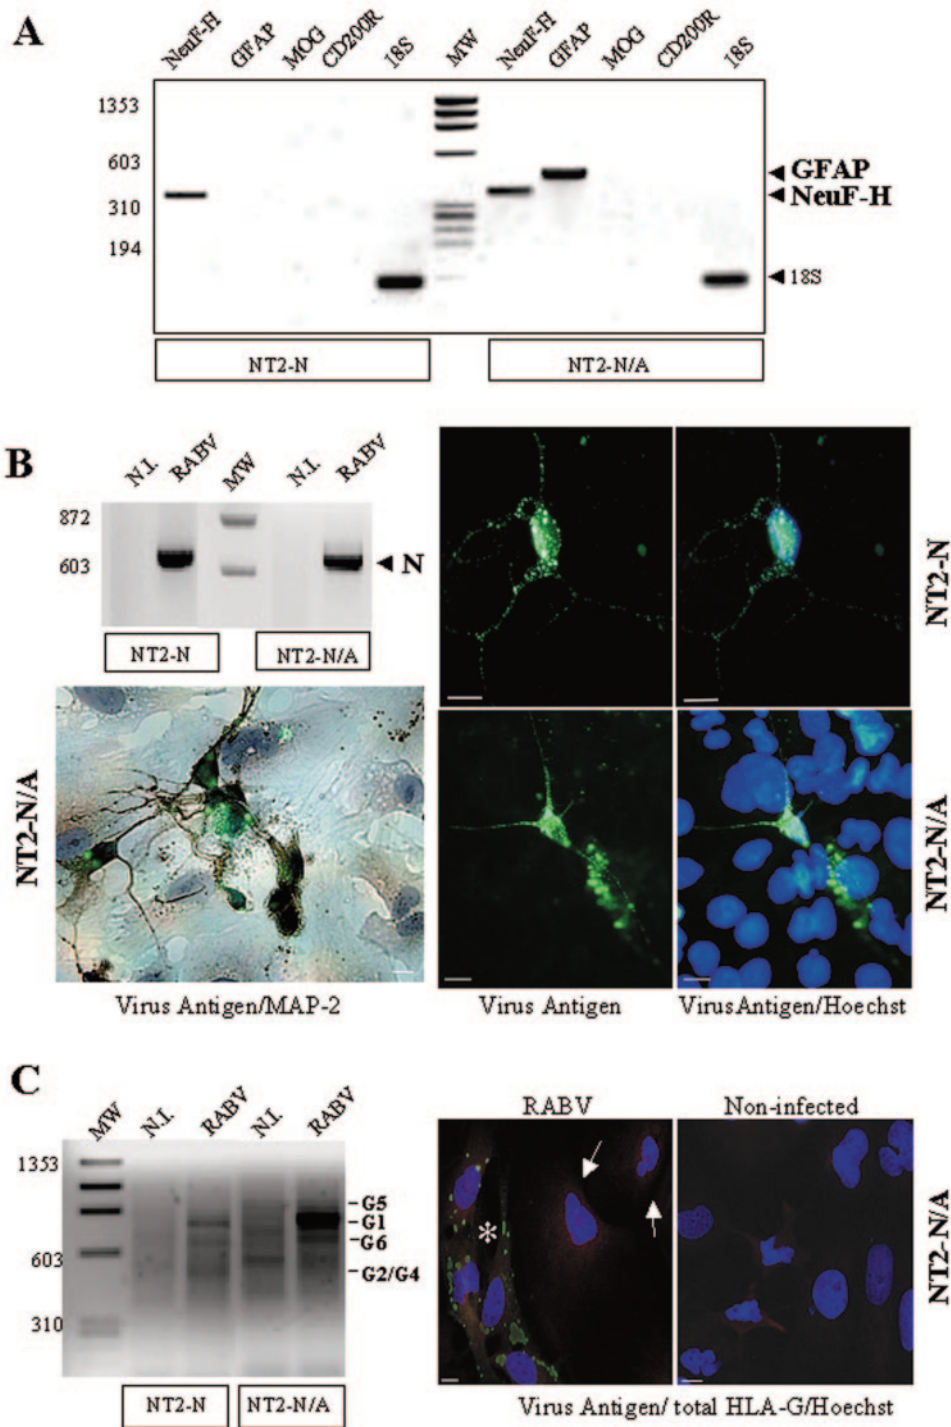 A
NeuF-H GFAP MOG CD200R 18S MW NeuF-H GFAP MOG CD200R 18S
1353
603
310
194
GFAP
NeuF-H
18S
NT2-N NT2-N/A
B
N.I. RABV MW N.I. RABV
872
603
N
NT2-N NT2-N/A
NT2-N
NT2-N/A
NT2-N/A
Virus Antigen/MAP-2
Virus Antigen
VirusAntigen/Hoechst
C
MW N.I. RABV N.I. RABV
1353
603
310
G5
G1
G6
G2/G4
NT2-N NT2-N/A
RABV Non-infected
*
NT2-N/A
Virus Antigen/ total HLA-G/Hoechst